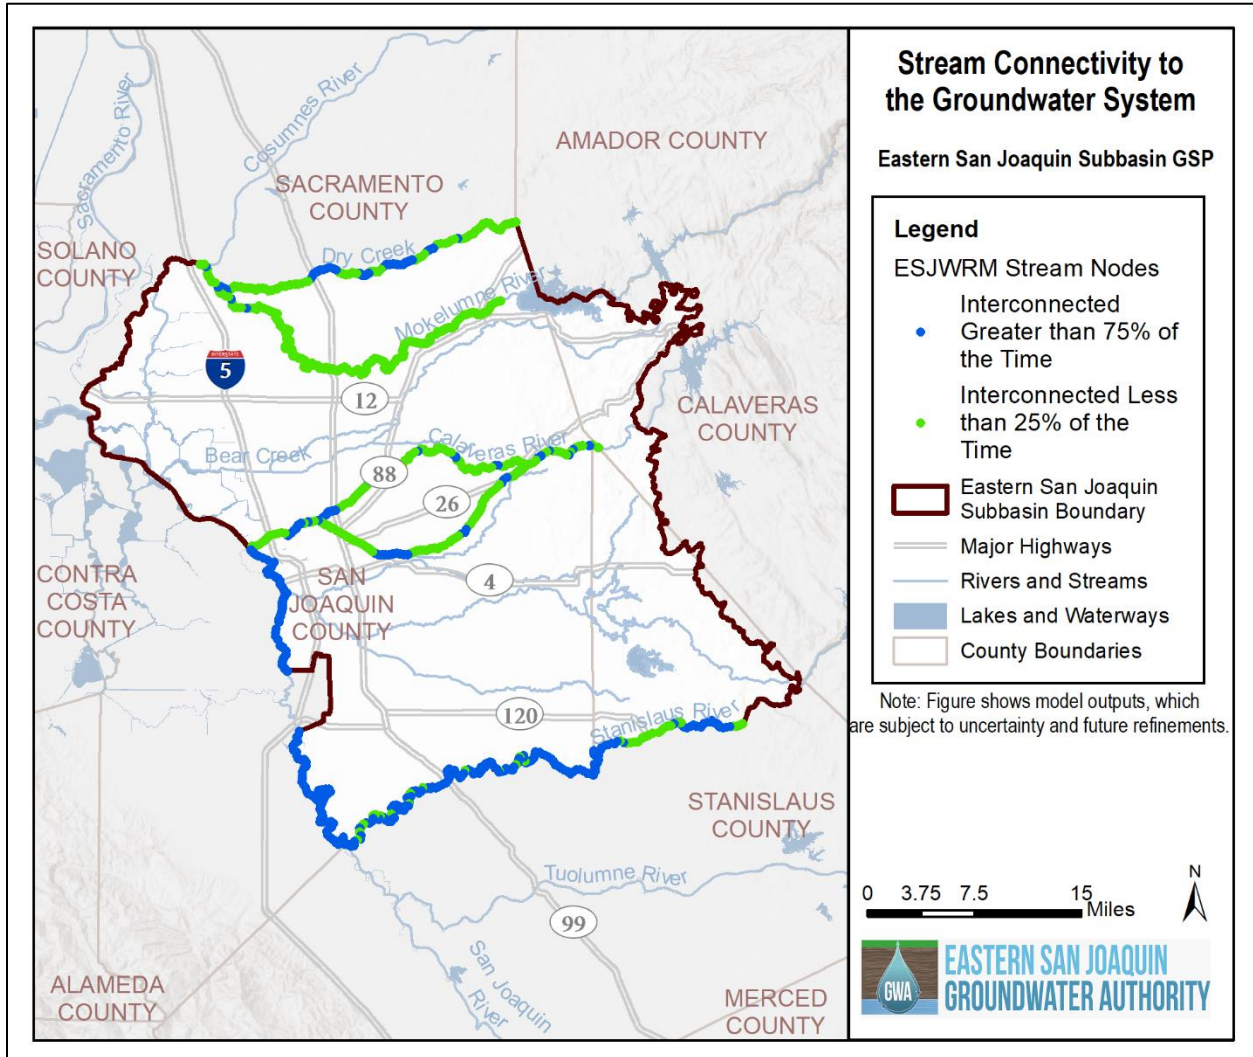 Sacramento River
Cosumnes River
AMADOR COUNTY
SACRAMENTO
COUNTY
SOLANO
COUNTY
Dry Creek
Mokelumne River
INTERSTATE
5
12
CALAVERAS
COUNTY
Calaveras River
Bear Creek
88
26
CONTRA
COSTA
COUNTY
SAN
JOAQUIN
COUNTY
4
120
Stanislaus River
STANISLAUS
COUNTY
Tuolumne River
99
San Joaquin
River
ALAMEDA
COUNTY
MERCED
COUNTY
Stream Connectivity to
the Groundwater System
Eastern San Joaquin Subbasin GSP
Legend
ESJWRM Stream Nodes
Interconnected
Greater than 75% of
the Time
Interconnected Less
than 25% of the
Time
Eastern San Joaquin
Subbasin Boundary
Major Highways
Rivers and Streams
Lakes and Waterways
County Boundaries
Note: Figure shows model outputs, which
are subject to uncertainty and future refinements.
N
0 3.75 7.5 15
Miles
GWA
EASTERN SAN JOAQUIN
GROUNDWATER AUTHORITY